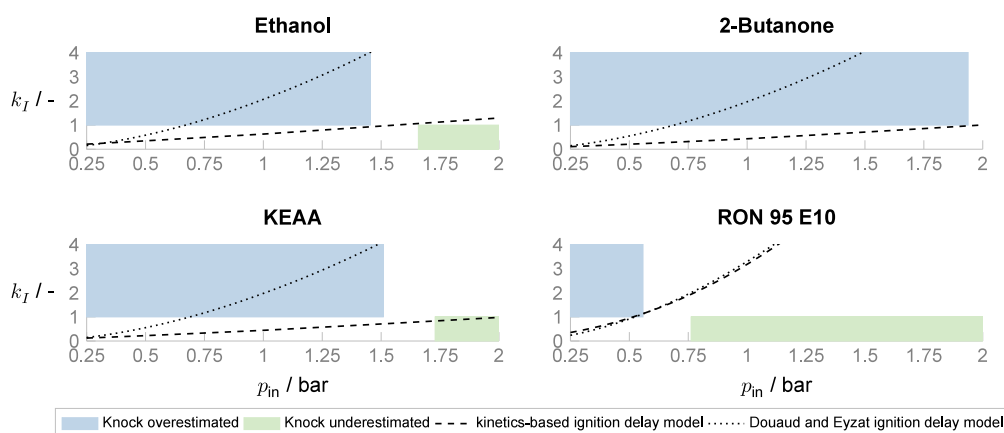 Ethanol
2-Butanone
k_I / -
4
3
2
1
0
0.25 0.5 0.75 1 1.25 1.5 1.75 2
4
3
2
1
0
0.25 0.5 0.75 1 1.25 1.5 1.75 2
KEAA
RON 95 E10
k_I / -
4
3
2
1
0
0.25 0.5 0.75 1 1.25 1.5 1.75 2
p_in / bar
4
3
2
1
0
0.25 0.5 0.75 1 1.25 1.5 1.75 2
p_in / bar
Knock overestimated Knock underestimated kinetics-based ignition delay model Douaud and Eyzat ignition delay model